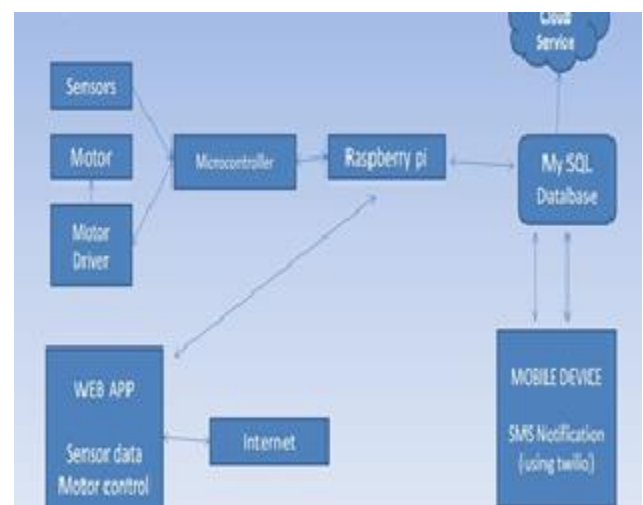 Cloud
Service
Sensors
Motor
Microcontroller
Raspberry pi
My SQL
Database
Motor
Driver
WEB APP
Sensor data
Motor control
Internet
MOBILE DEVICE
SMS Notification
(using twilio)